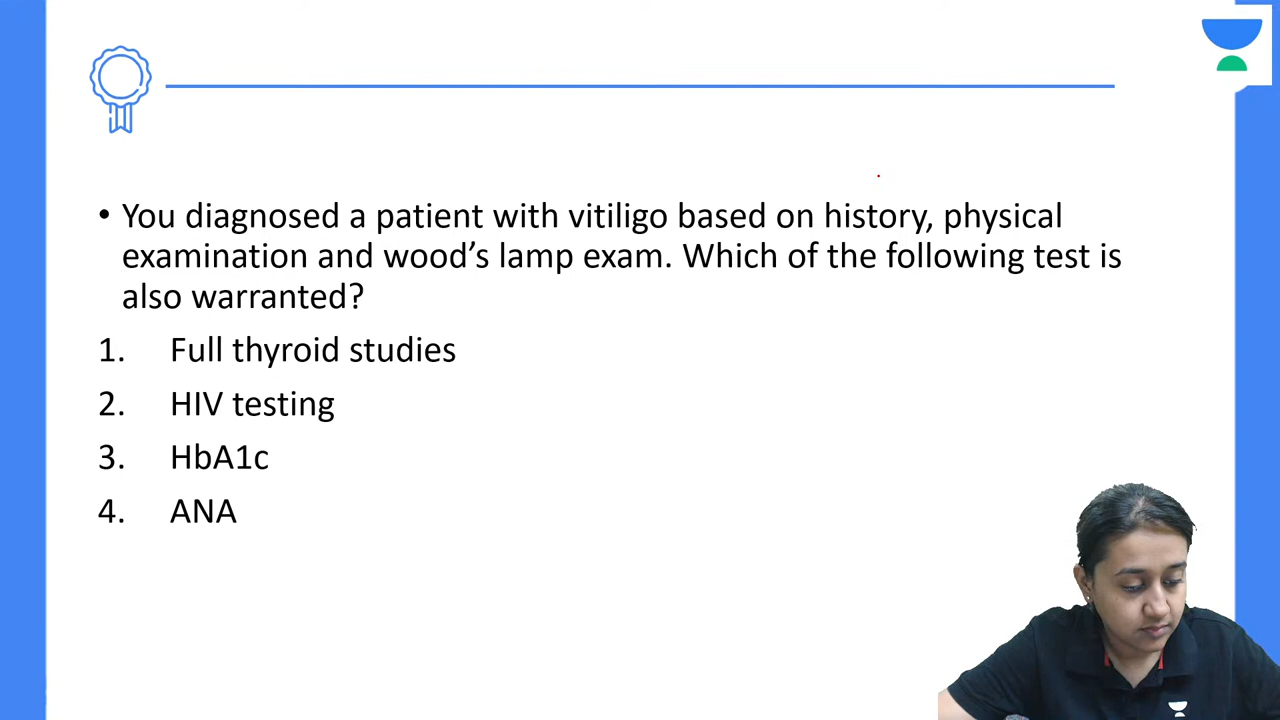 • You diagnosed a patient with vitiligo based on history, physical
examination and wood’s lamp exam. Which of the following test is
also warranted?
1. Full thyroid studies
2. HIV testing
3. HbA1c
4. ANA